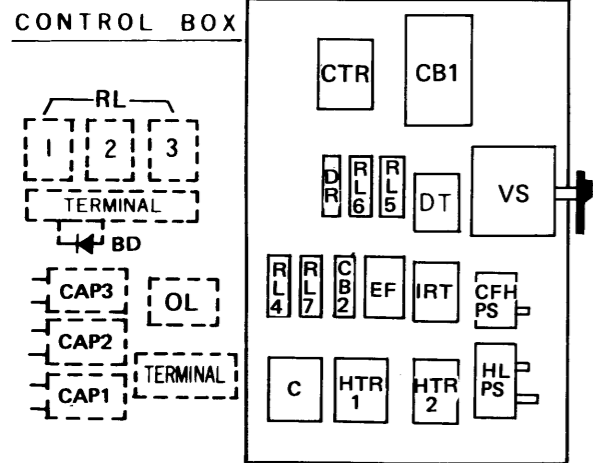 CONTROL BOX
RL
1 2 3
TERMINAL
BD
CAP3
OL
CAP2
TERMINAL
CAP1
CTR CB1
DR RL6 RL5 DT VS
RL4 RL7 CB2 EF IRT CFH PS
C HTR 1 HTR 2 HL PS